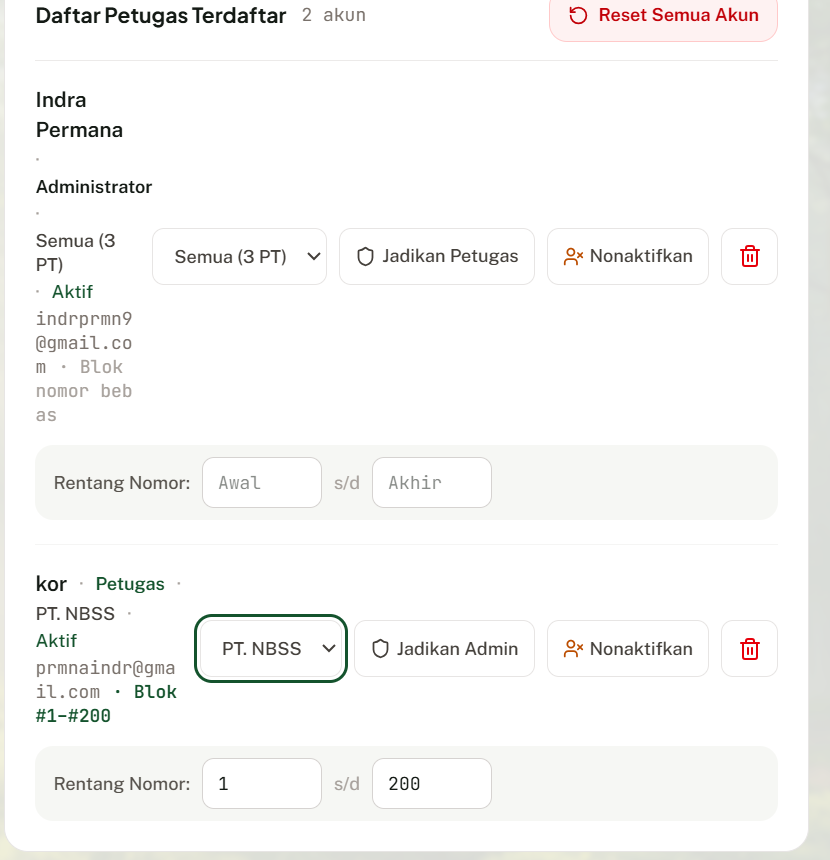 Daftar Petugas Terdaftar 2 akun
Reset Semua Akun
Indra
Permana
·
Administrator
·
Semua (3
PT)
· Aktif
indrprmn9
@gmail.co
m · Blok
nomor beb
as
Semua (3 PT)
Jadikan Petugas
Nonaktifkan
Rentang Nomor: Awal s/d Akhir
kor · Petugas ·
PT. NBSS ·
Aktif
prmnaindr@gma
il.com · Blok
#1–#200
PT. NBSS
Jadikan Admin
Nonaktifkan
Rentang Nomor: 1 s/d 200